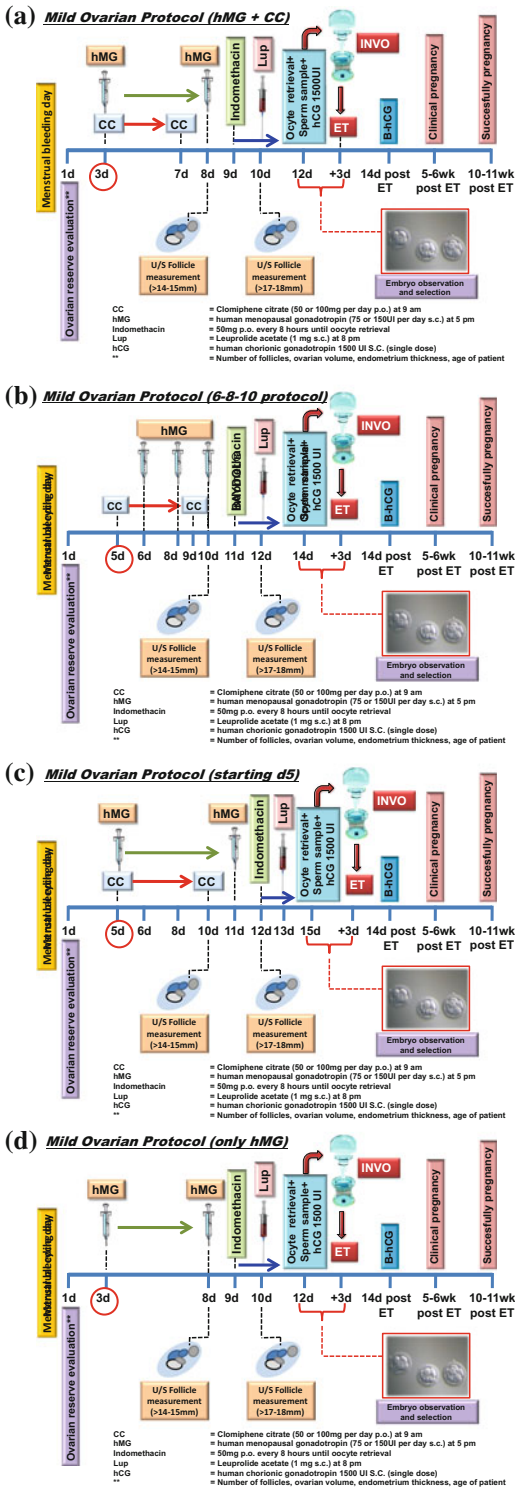 (a) Mild Ovarian Protocol (hMG + CC)
Menstrual bleeding day
Ovarian reserve evaluation**
hMG
hMG
CC
CC
Indomethacin
Lup
Oocyte retrieval+
Sperm sample+
hCG 1500UI
INVO
ET
B-hCG
Clinical pregnancy
Succesfully pregnancy
1d
3d
7d
8d
9d
10d
12d
+3d
14d post ET
5-6wk post ET
10-11wk post ET
U/S Follicle measurement (>14-15mm)
U/S Follicle measurement (>17-18mm)
Embryo observation and selection
CC = Clomiphene citrate (50 or 100mg per day p.o.) at 9 am
hMG = human menopausal gonadotropin (75 or 150UI per day s.c.) at 5 pm
Indomethacin = 50mg p.o. every 8 hours until oocyte retrieval
Lup = Leuprolide acetate (1 mg s.c.) at 8 pm
hCG = human chorionic gonadotropin 1500 UI S.C. (single dose)
** = Number of follicles, ovarian volume, endometrium thickness, age of patient
(b) Mild Ovarian Protocol (6-8-10 protocol)
Ovarian reserve evaluation**
hMG
CC
CC
Lup
Oocyte retrieval+
hCG 1500 UI
INVO
ET
B-hCG
Clinical pregnancy
Succesfully pregnancy
1d
5d
6d
8d
9d
10d
11d
12d
14d
+3d
14d post ET
5-6wk post ET
10-11wk post ET
U/S Follicle measurement (>14-15mm)
U/S Follicle measurement (>17-18mm)
Embryo observation and selection
CC = Clomiphene citrate (50 or 100mg per day p.o.) at 9 am
hMG = human menopausal gonadotropin (75 or 150UI per day s.c.) at 5 pm
Indomethacin = 50mg p.o. every 8 hours until oocyte retrieval
Lup = Leuprolide acetate (1 mg s.c.) at 8 pm
hCG = human chorionic gonadotropin 1500 UI S.C. (single dose)
** = Number of follicles, ovarian volume, endometrium thickness, age of patient
(c) Mild Ovarian Protocol (starting d5)
Ovarian reserve evaluation**
hMG
hMG
CC
CC
Indomethacin
Lup
Oocyte retrieval+
Sperm sample+
hCG 1500 UI
INVO
ET
B-hCG
Clinical pregnancy
Succesfully pregnancy
1d
5d
6d
8d
10d
11d
12d
13d
15d
+3d
14d post ET
5-6wk post ET
10-11wk post ET
U/S Follicle measurement (>14-15mm)
U/S Follicle measurement (>17-18mm)
Embryo observation and selection
CC = Clomiphene citrate (50 or 100mg per day p.o.) at 9 am
hMG = human menopausal gonadotropin (75 or 150UI per day s.c.) at 5 pm
Indomethacin = 50mg p.o. every 8 hours until oocyte retrieval
Lup = Leuprolide acetate (1 mg s.c.) at 8 pm
hCG = human chorionic gonadotropin 1500 UI S.C. (single dose)
** = Number of follicles, ovarian volume, endometrium thickness, age of patient
(d) Mild Ovarian Protocol (only hMG)
Ovarian reserve evaluation**
hMG
hMG
Indomethacin
Lup
Oocyte retrieval+
Sperm sample+
hCG 1500 UI
INVO
ET
B-hCG
Clinical pregnancy
Succesfully pregnancy
1d
3d
8d
9d
10d
12d
+3d
14d post ET
5-6wk post ET
10-11wk post ET
U/S Follicle measurement (>14-15mm)
U/S Follicle measurement (>17-18mm)
Embryo observation and selection
CC = Clomiphene citrate (50 or 100mg per day p.o.) at 9 am
hMG = human menopausal gonadotropin (75 or 150UI per day s.c.) at 5 pm
Indomethacin = 50mg p.o. every 8 hours until oocyte retrieval
Lup = Leuprolide acetate (1 mg s.c.) at 8 pm
hCG = human chorionic gonadotropin 1500 UI S.C. (single dose)
** = Number of follicles, ovarian volume, endometrium thickness, age of patient